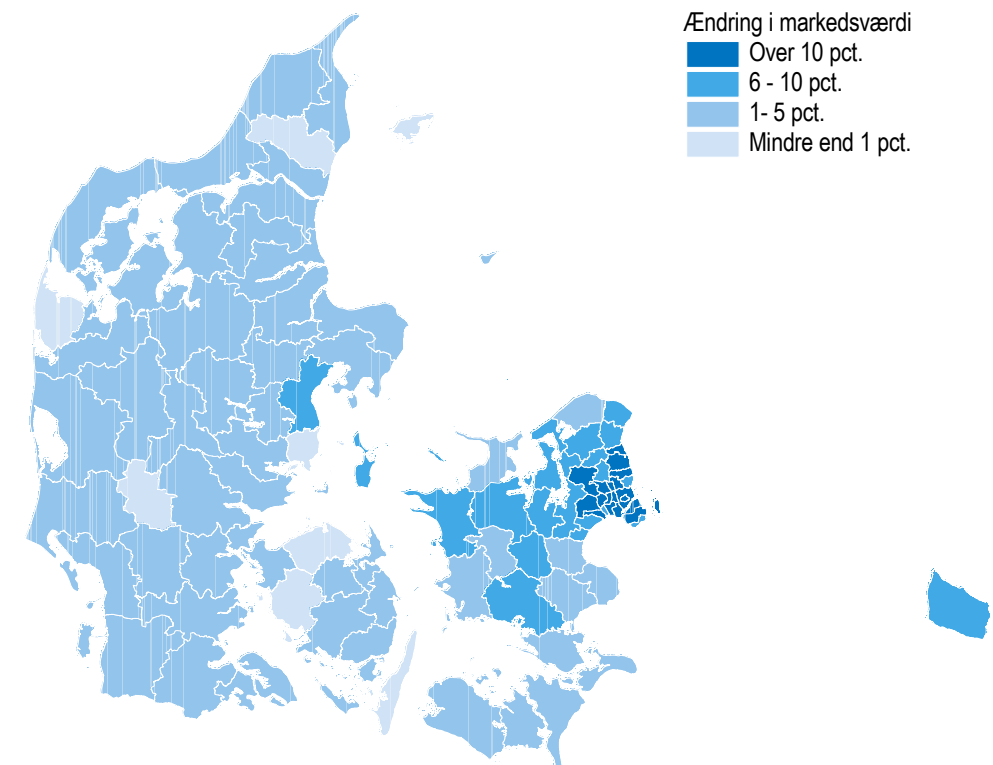 Ændring i markedsværdi
Over 10 pct.
6 - 10 pct.
1- 5 pct.
Mindre end 1 pct.